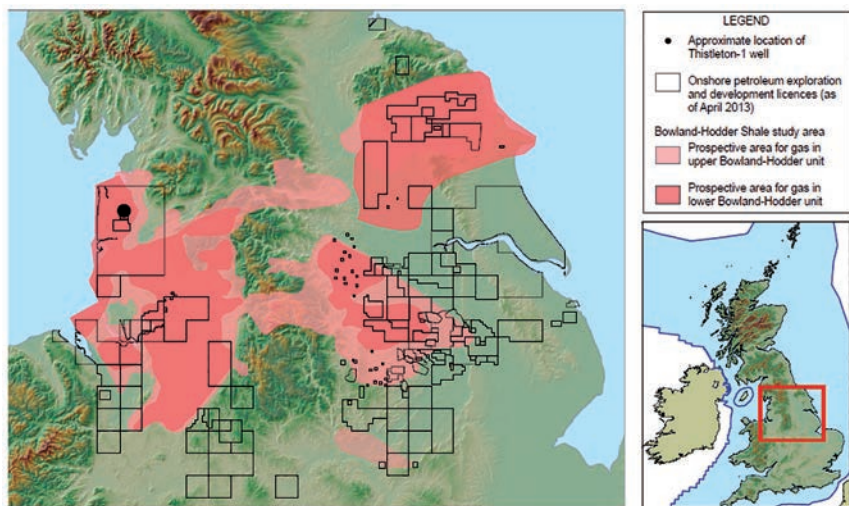 LEGEND
Approximate location of
Thistleton-1 well
Onshore petroleum exploration
and development licences (as
of April 2013)
Bowland-Hodder Shale study area
Prospective area for gas in
upper Bowland-Hodder unit
Prospective area for gas in
lower Bowland-Hodder unit